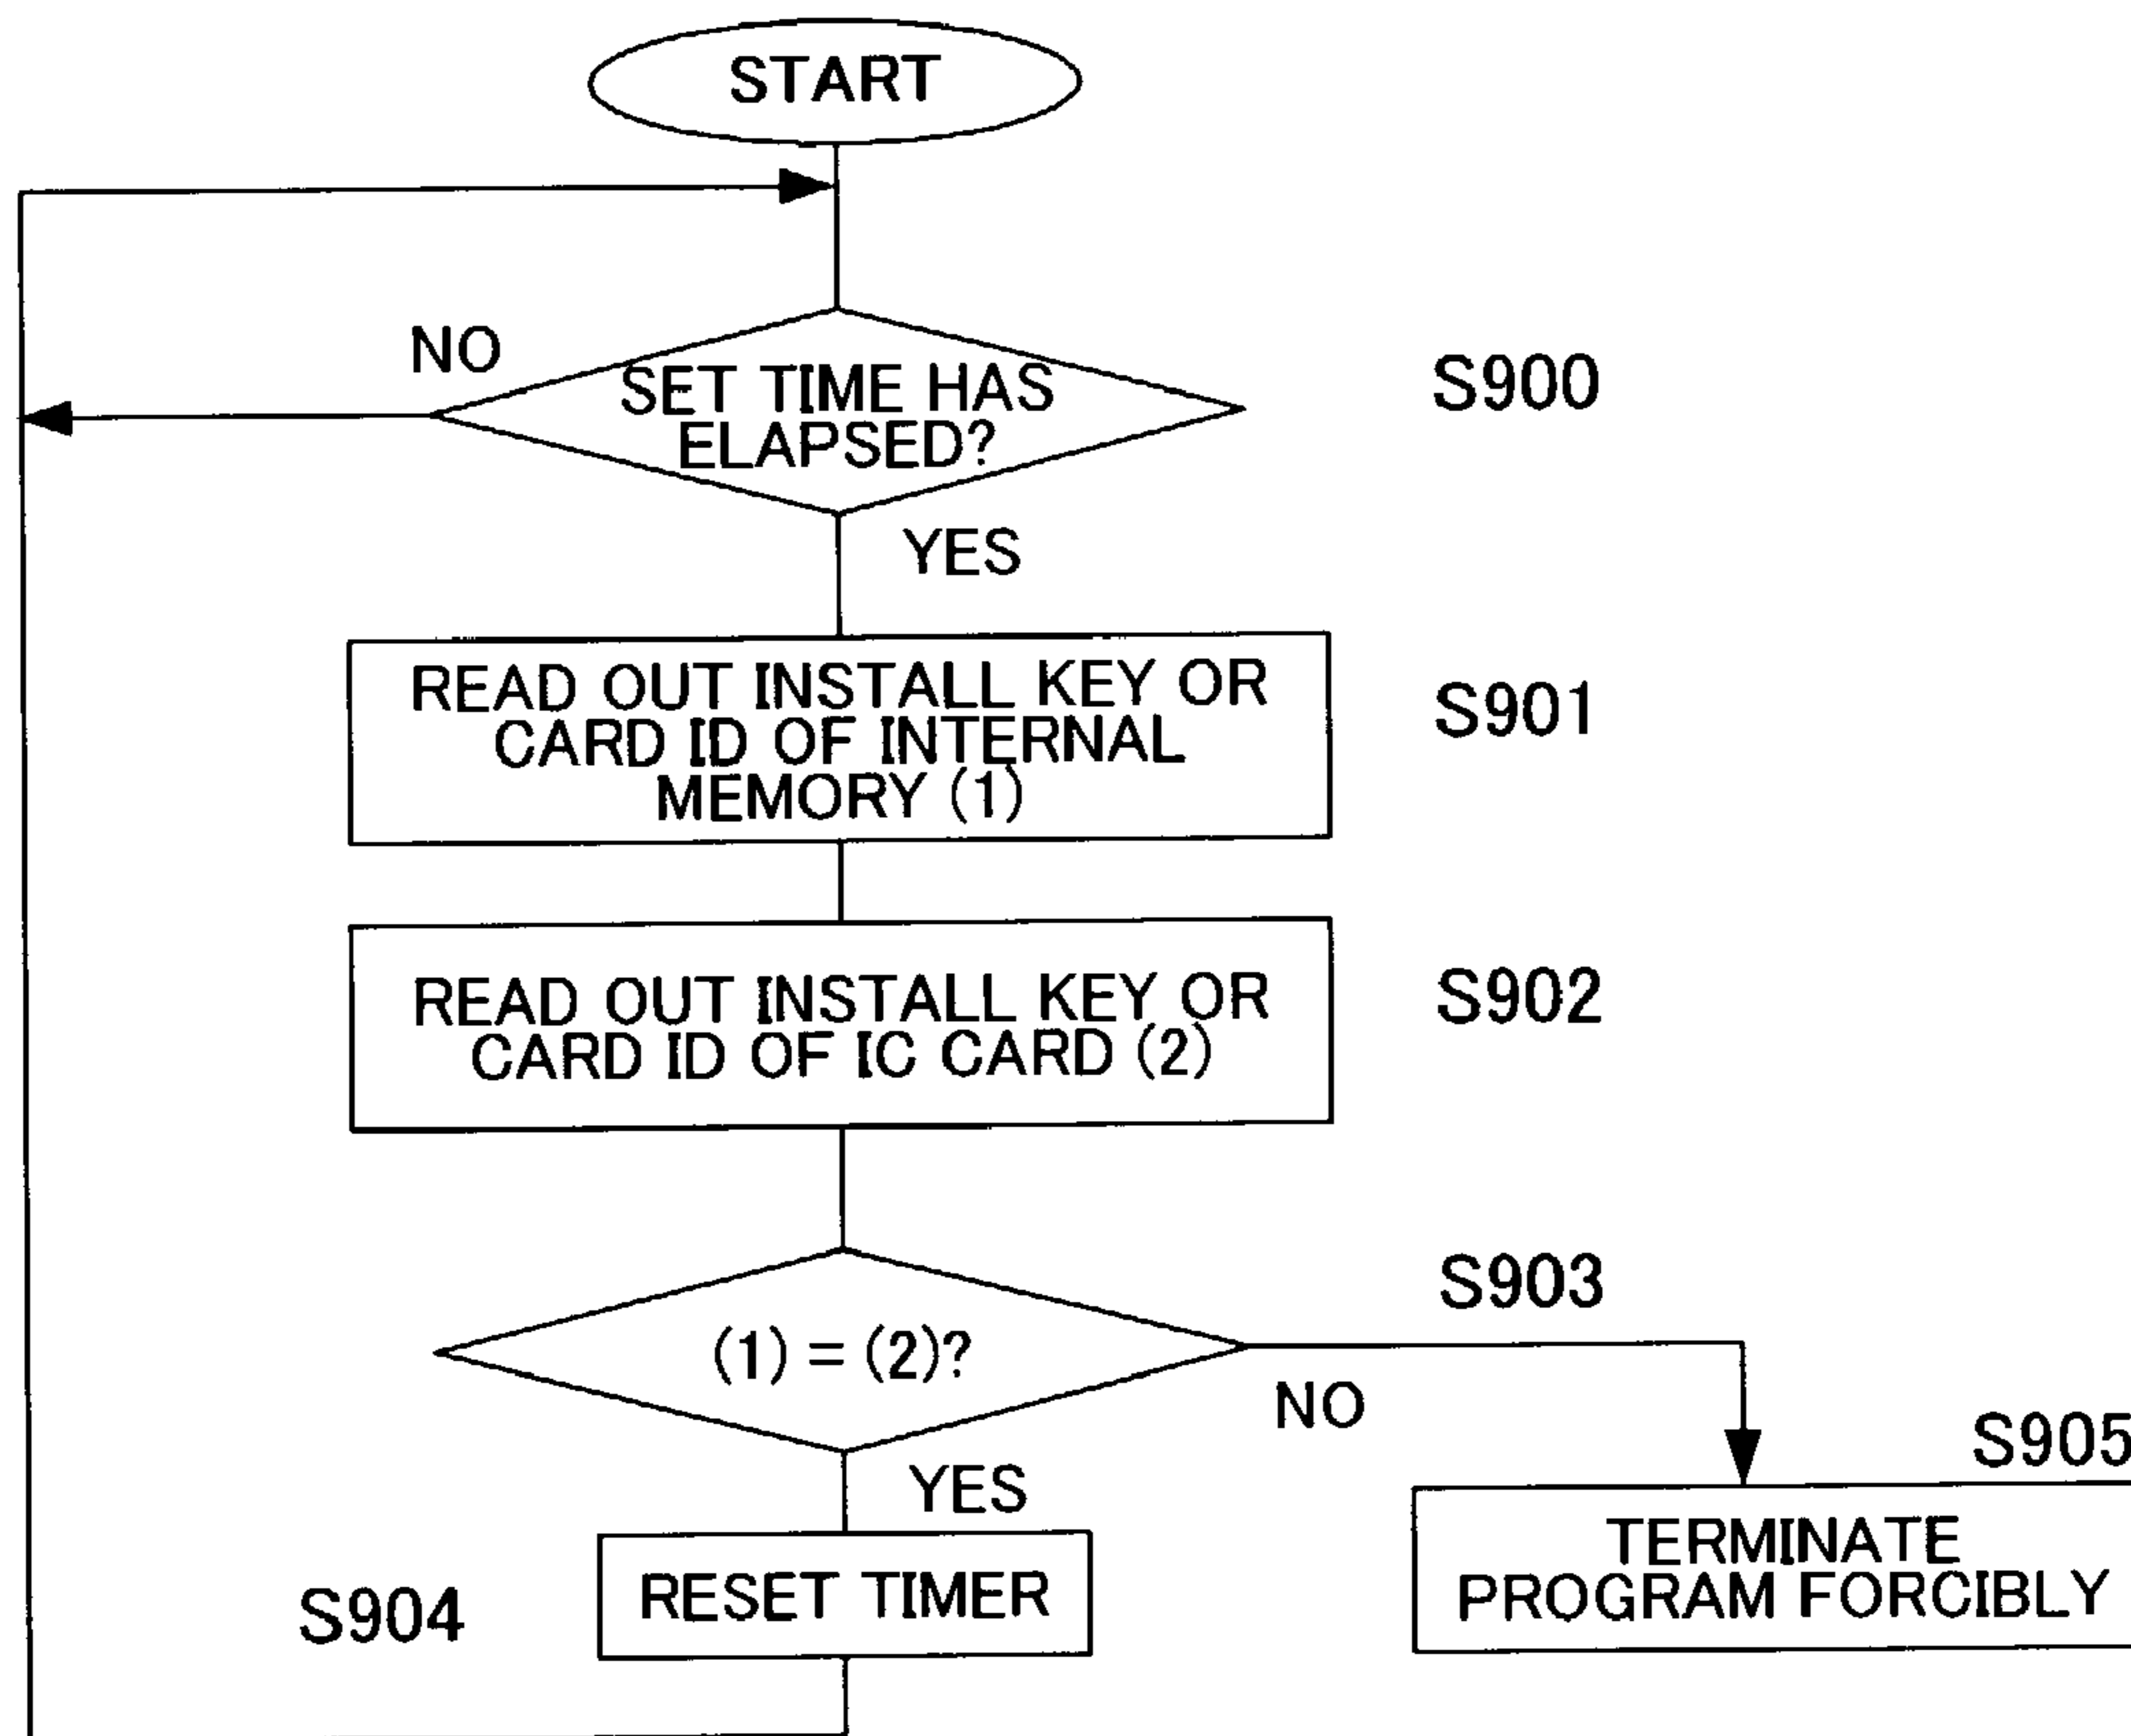 START
NO
SET TIME HAS
ELAPSED?
S900
YES
READ OUT INSTALL KEY OR
CARD ID OF INTERNAL
MEMORY (1)
S901
READ OUT INSTALL KEY OR
CARD ID OF IC CARD (2)
S902
S903
(1) = (2)?
NO
S905
YES
TERMINATE
PROGRAM FORCIBLY
RESET TIMER
S904